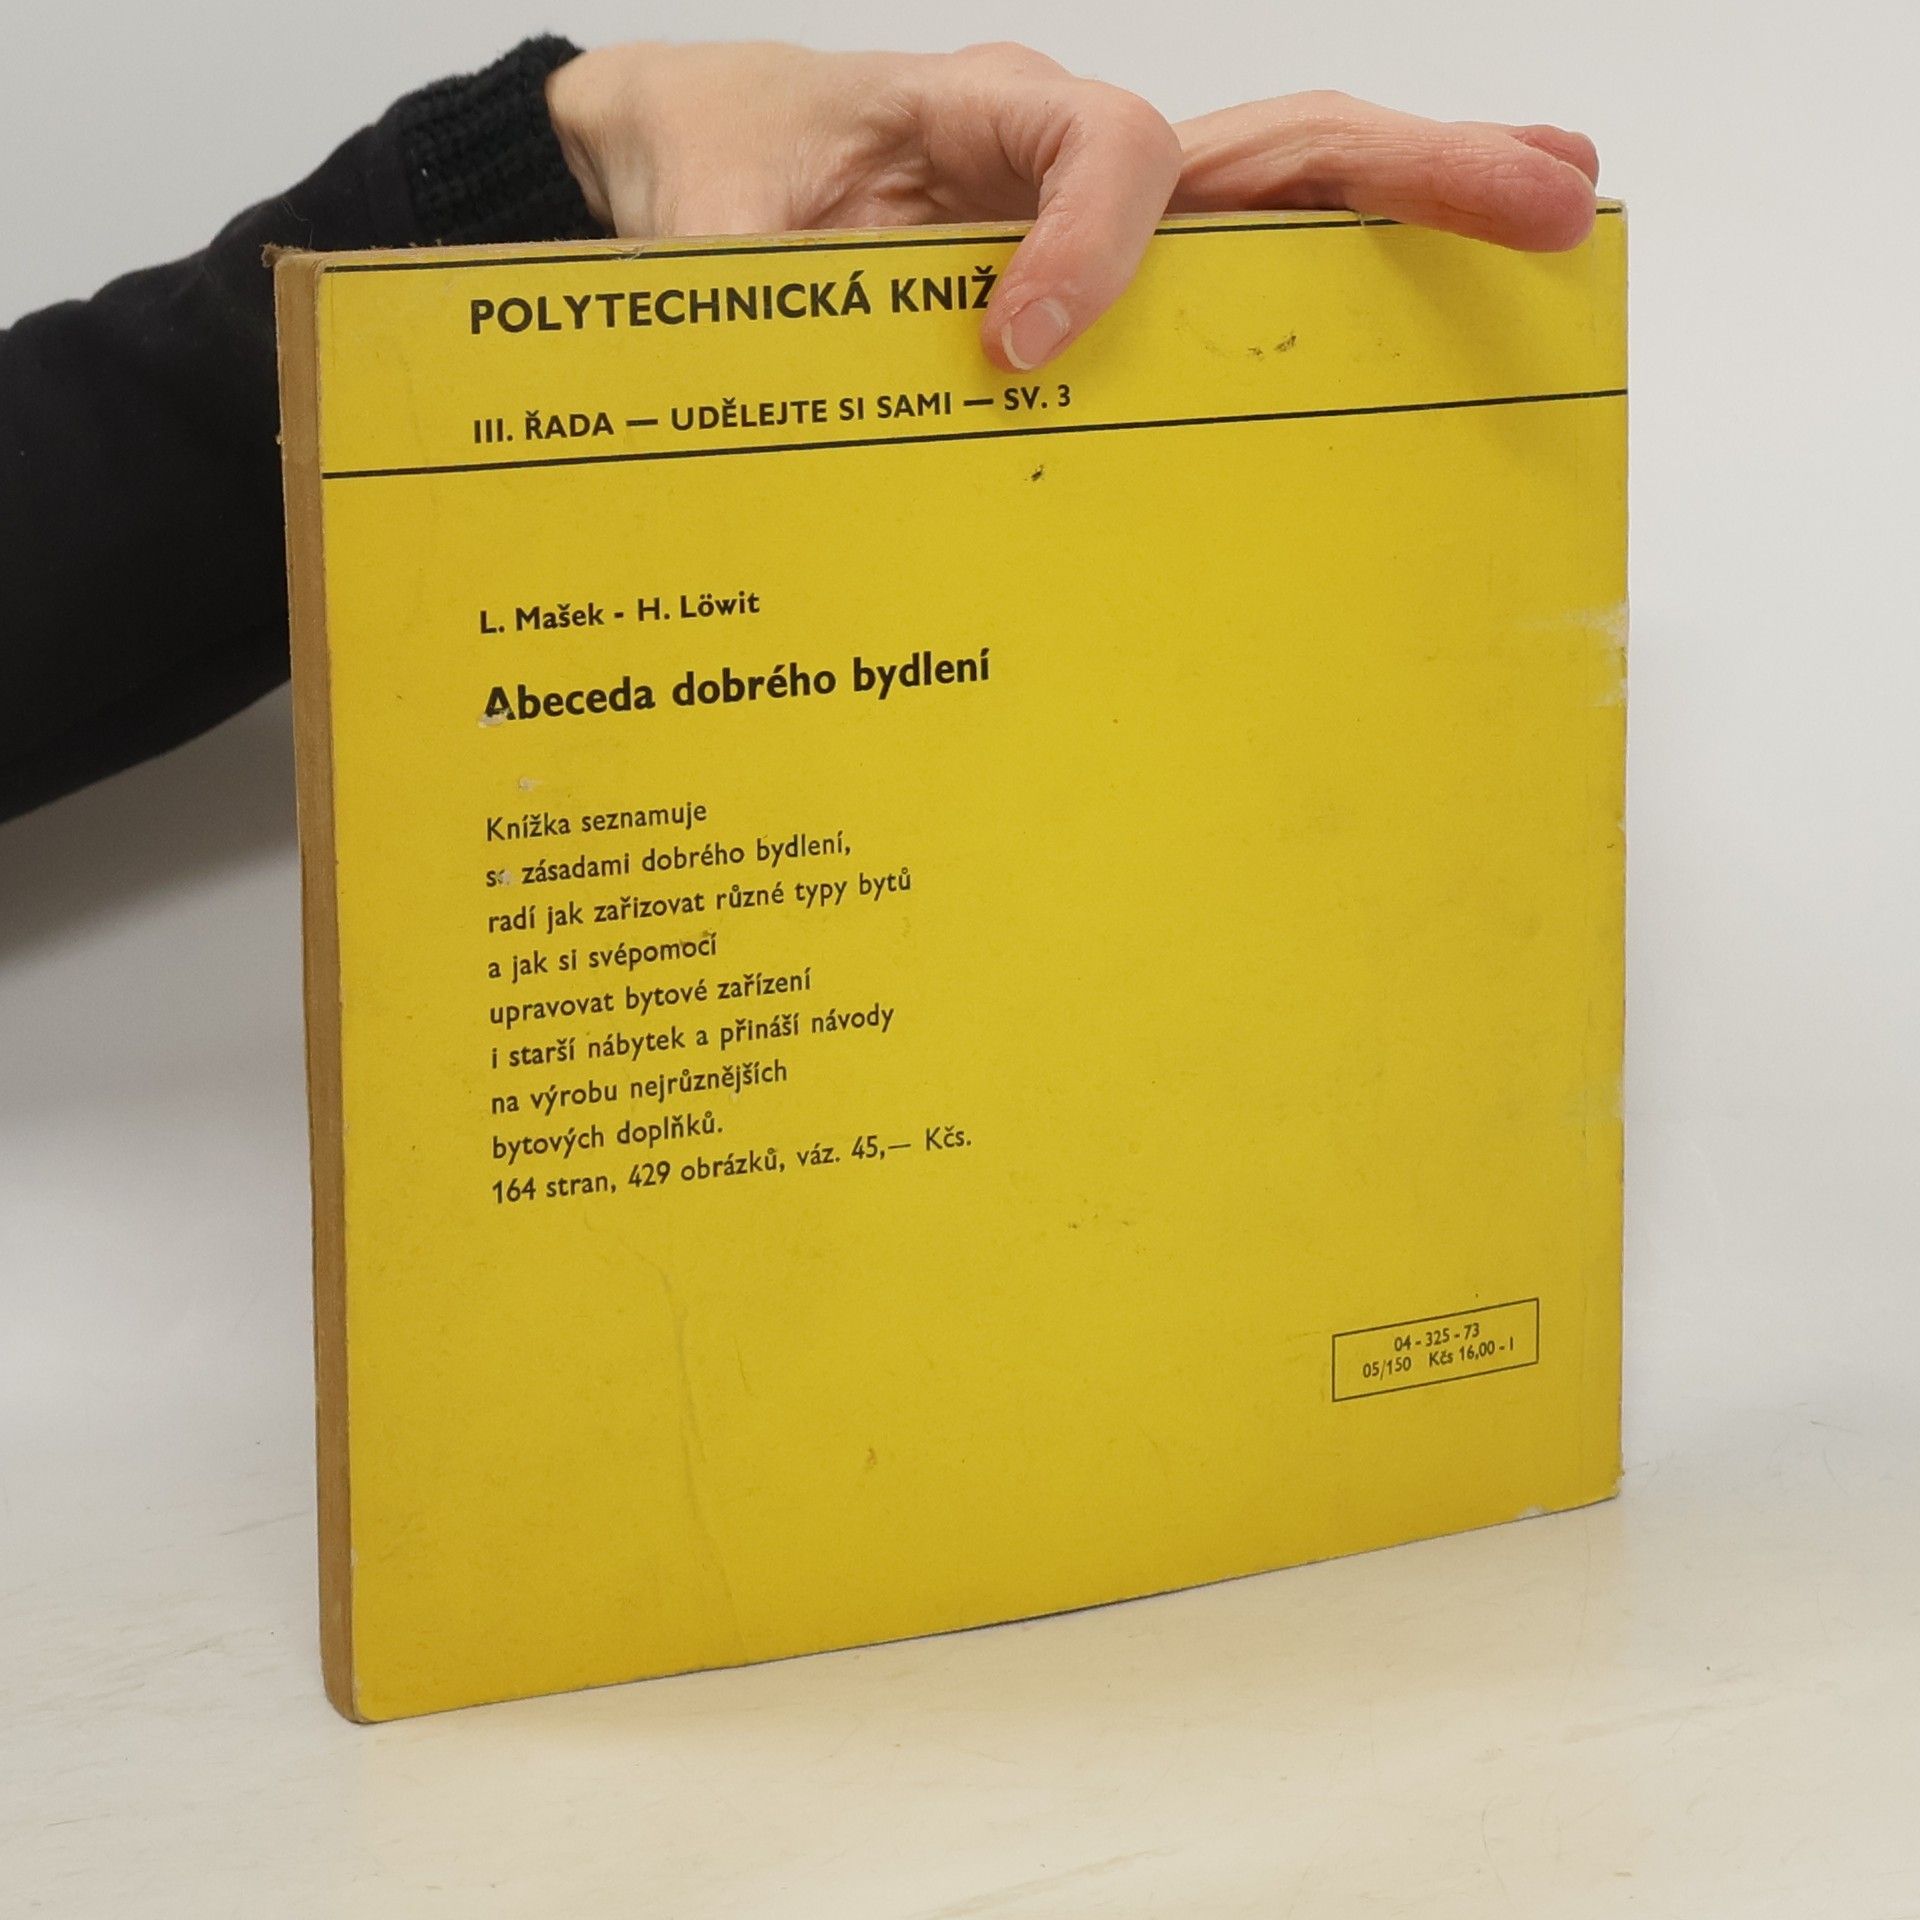 POLYTECHNICKÁ KNIŽ
III. ŘADA — UDĚLEJTE SI SAMI — SV. 3
L. Mašek - H. Löwit
Abeceda dobrého bydlení
Knížka seznamuje
se zásadami dobrého bydlení,
radí jak zařizovat různé typy bytů
a jak si svépomocí
upravovat bytové zařízení
i starší nábytek a přináší návody
na výrobu nejrůznějších
bytových doplňků.
164 stran, 429 obrázků, váz. 45,— Kčs.
04 - 325 - 73
05/150 Kčs 16,00 - I